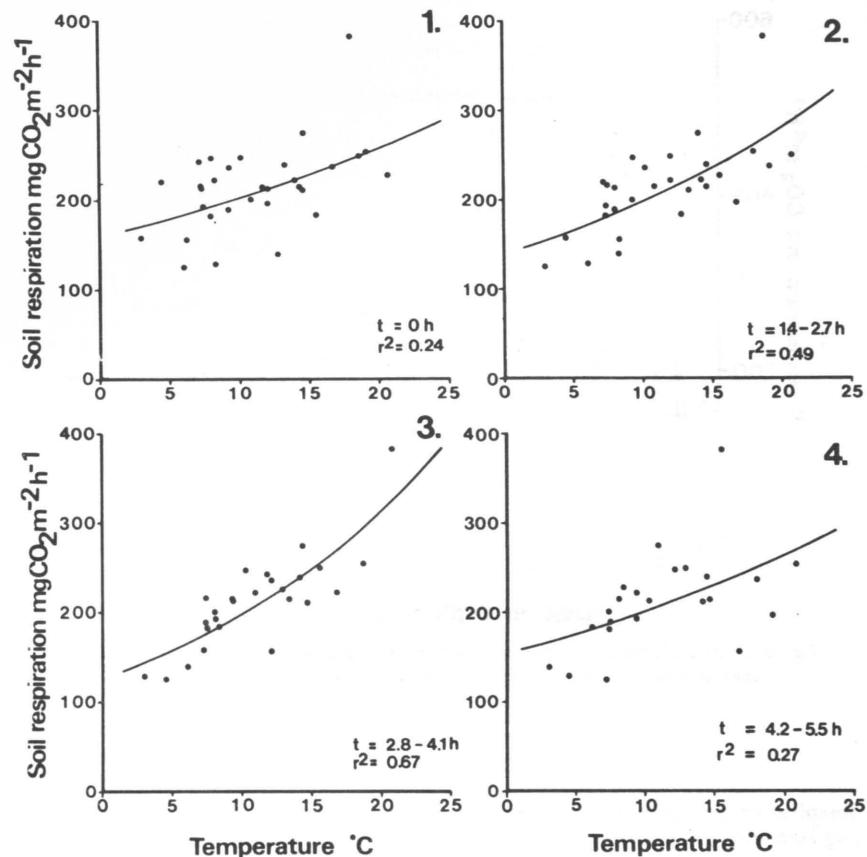 1.
400
300
200
100
0
0 5 10 15 20 25
Soil respiration mgCO₂m⁻²h⁻¹
t = 0 h
r² = 0.24
2.
400
300
200
100
0
0 5 10 15 20 25
t = 14-2.7 h
r² = 0.49
3.
400
300
200
100
0
0 5 10 15 20 25
Soil respiration mgCO₂m⁻²h⁻¹
Temperature °C
t = 2.8-4.1 h
r² = 0.67
4.
400
300
200
100
0
0 5 10 15 20 25
Temperature °C
t = 4.2-5.5 h
r² = 0.27